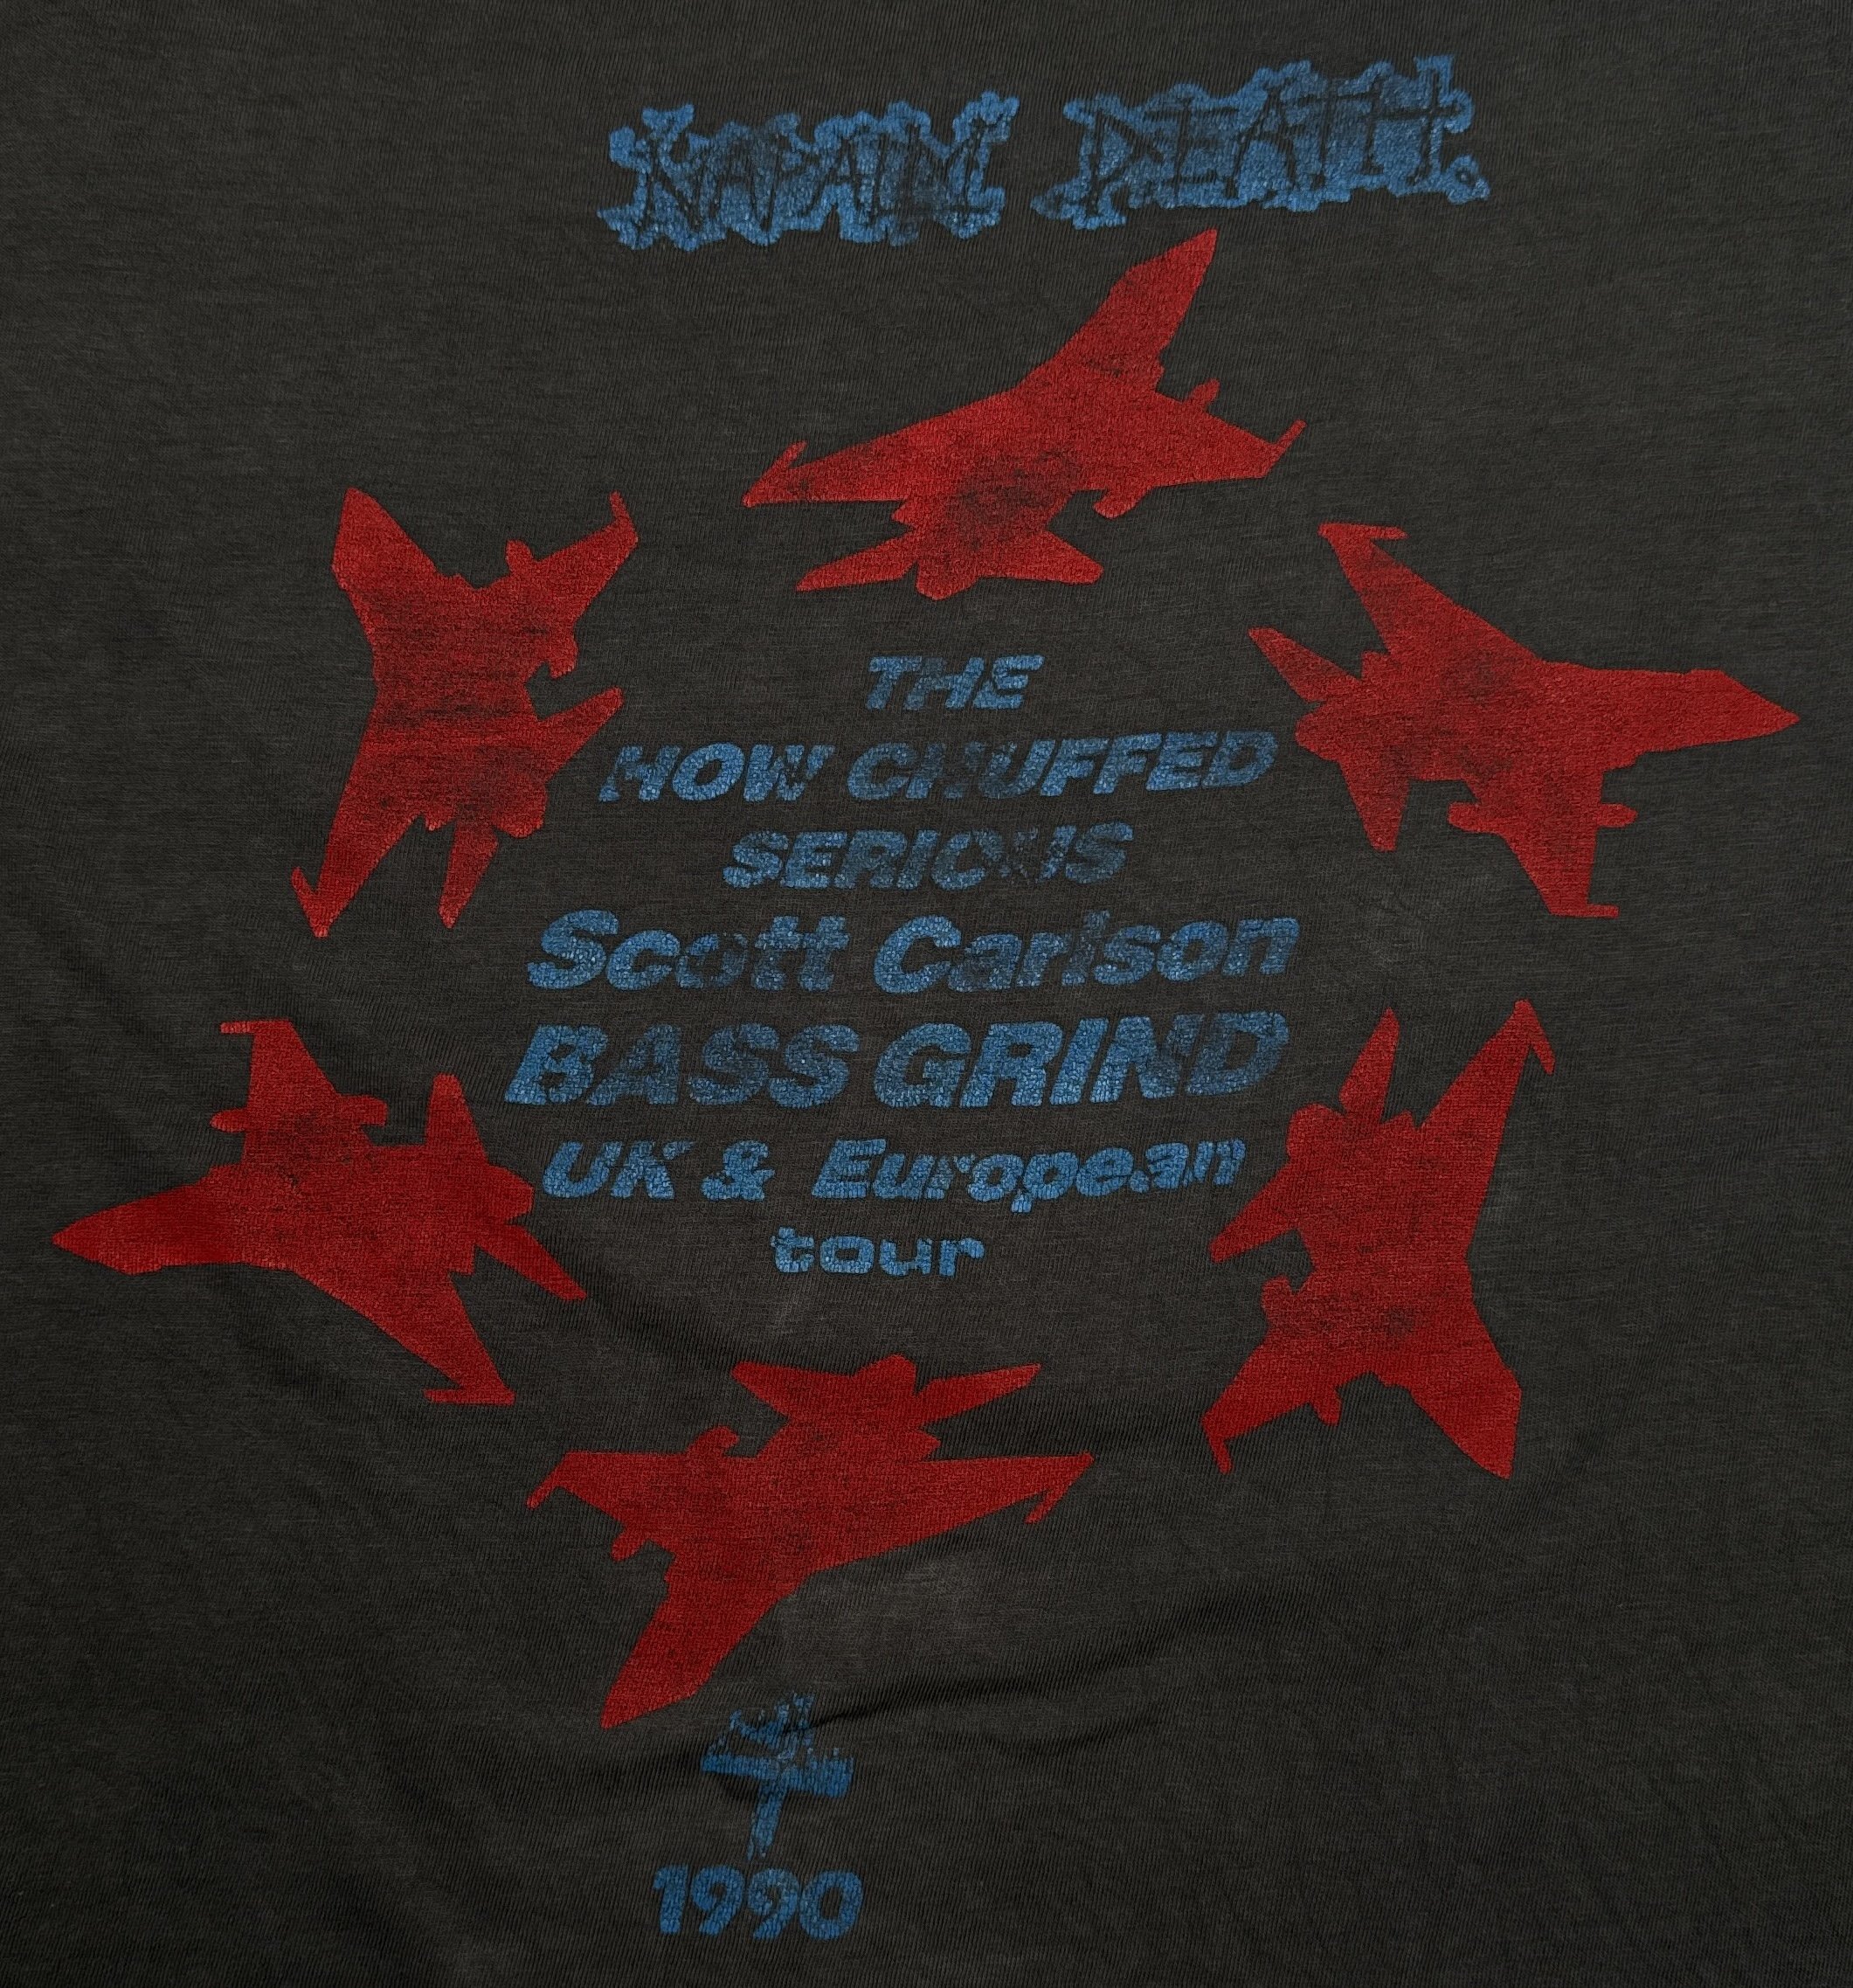 NAPALM DEATH
THE
HOW CHUFFED
SERIOUS
Scott Carlson
BASS GRIND
UK & European
tour
1990